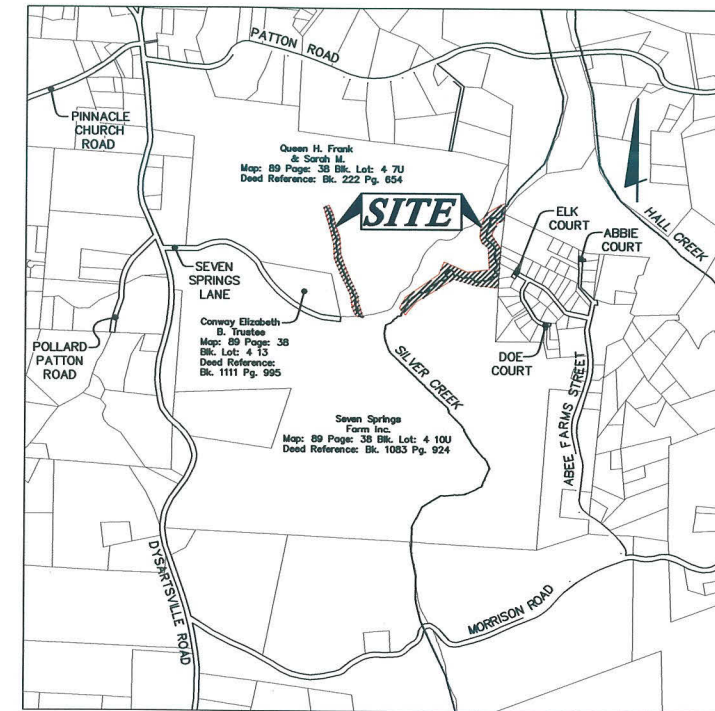 PATTON ROAD
PINNACLE
CHURCH
ROAD
Queen H. Frank
& Sarah M.
Map: 89 Page: 38 Blk. Lot: 4 7U
Deed Reference: Bk. 222 Pg. 654
SITE
ELK
COURT
ABBIE
COURT
HALL CREEK
SEVEN
SPRINGS
LANE
POLLARD
PATTON
ROAD
Conway Elizabeth
B. Trustee
Map: 89 Page: 38
Blk. Lot: 4 13
Deed Reference:
Bk. 1111 Pg. 995
DOE
COURT
SILVER CREEK
ABEE FARMS STREET
Seven Springs
Farm Inc.
Map: 89 Page: 38 Blk. Lot: 4 10U
Deed Reference: Bk. 1083 Pg. 924
DYSARTSVILLE ROAD
MORRISON ROAD